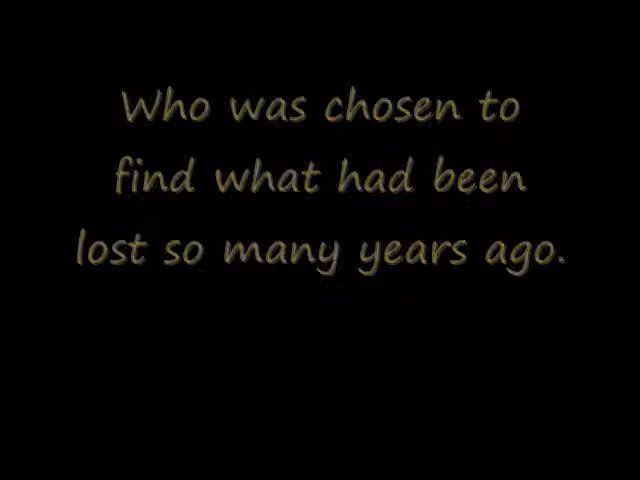 Who was chosen to
find what had been
lost so many years ago.